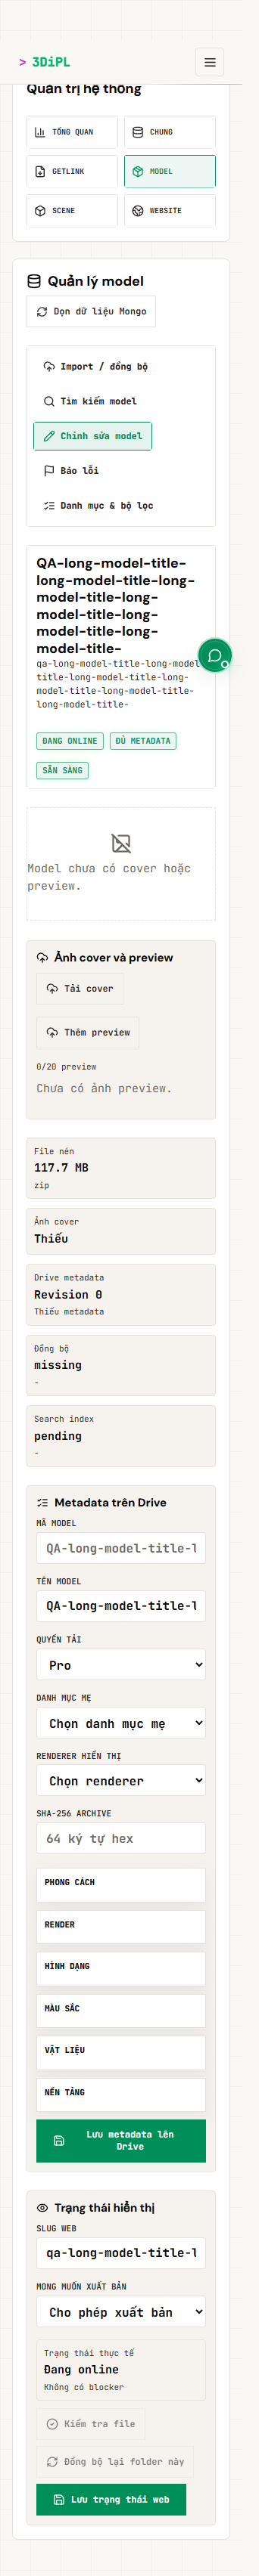 > 3DiPL
Quản trị hệ thống
TỔNG QUAN
CHUNG
GETLINK
MODEL
SCENE
WEBSITE
Quản lý model
Dọn dữ liệu Mongo
Import / đồng bộ
Tìm kiếm model
Chỉnh sửa model
Báo lỗi
Danh mục & bộ lọc
QA-long-model-title-
long-model-title-long-
model-title-long-
model-title-long-
model-title-long-
model-title-
qa-long-model-title-long-model-
title-long-model-title-long-
model-title-long-model-title-
long-model-title-
ĐANG ONLINE
ĐỦ METADATA
SẴN SÀNG
Model chưa có cover hoặc
preview.
Ảnh cover và preview
Tải cover
Thêm preview
0/20 preview
Chưa có ảnh preview.
File nén
117.7 MB
zip
Ảnh cover
Thiếu
Drive metadata
Revision 0
Thiếu metadata
Đồng bộ
missing
-
Search index
pending
-
Metadata trên Drive
MÃ MODEL
QA-long-model-title-l
TÊN MODEL
QA-long-model-title-l
QUYỀN TẢI
Pro
DANH MỤC MẸ
Chọn danh mục mẹ
RENDERER HIỂN THỊ
Chọn renderer
SHA-256 ARCHIVE
64 ký tự hex
PHONG CÁCH
RENDER
HÌNH DẠNG
MÀU SẮC
VẬT LIỆU
NỀN TẢNG
Lưu metadata lên
Drive
Trạng thái hiển thị
SLUG WEB
qa-long-model-title-l
MONG MUỐN XUẤT BẢN
Cho phép xuất bản
Trạng thái thực tế
Đang online
Không có blocker
Kiểm tra file
Đồng bộ lại folder này
Lưu trạng thái web